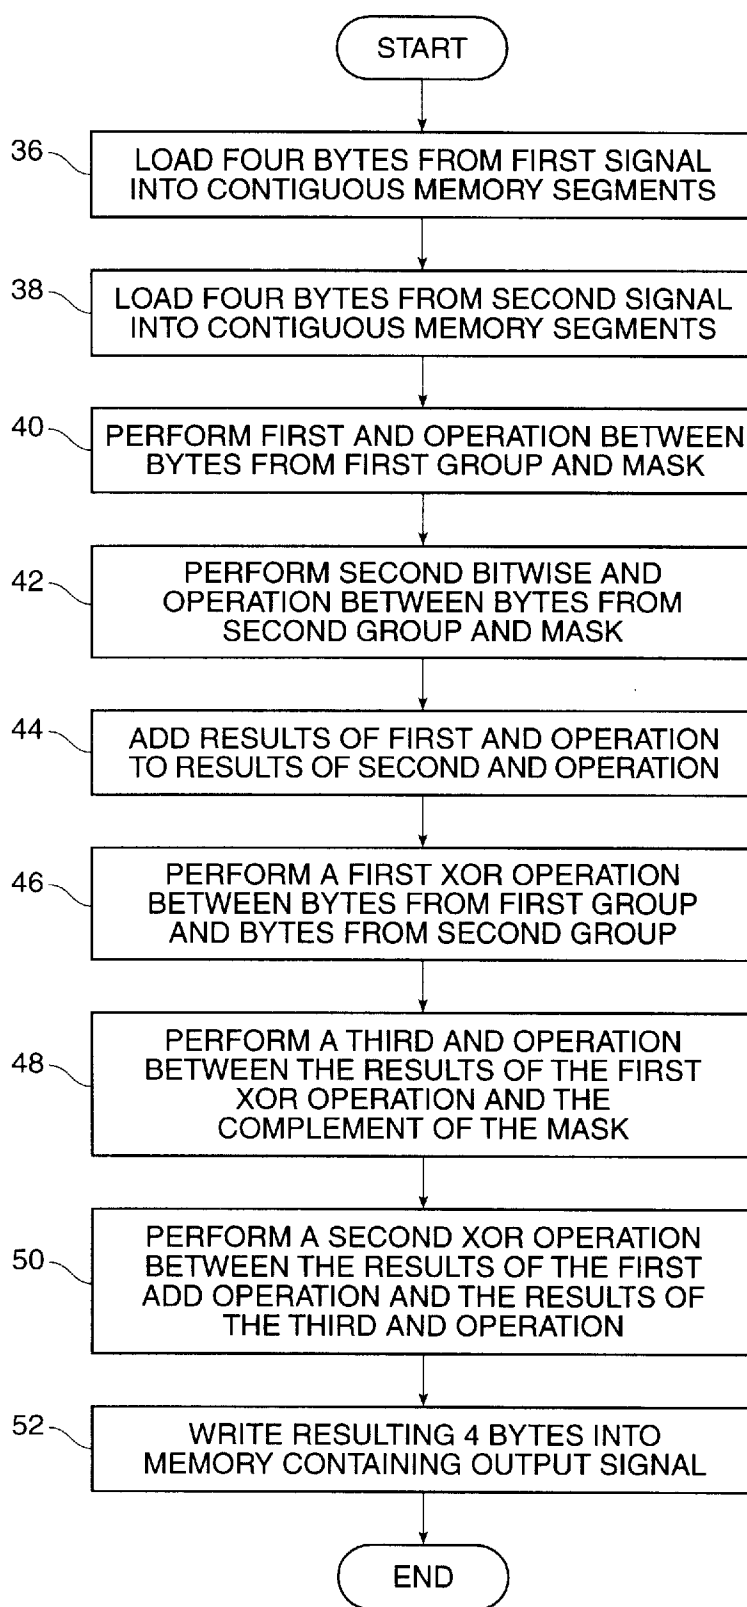 START
36
LOAD FOUR BYTES FROM FIRST SIGNAL
INTO CONTIGUOUS MEMORY SEGMENTS
38
LOAD FOUR BYTES FROM SECOND SIGNAL
INTO CONTIGUOUS MEMORY SEGMENTS
40
PERFORM FIRST AND OPERATION BETWEEN
BYTES FROM FIRST GROUP AND MASK
42
PERFORM SECOND BITWISE AND
OPERATION BETWEEN BYTES FROM
SECOND GROUP AND MASK
44
ADD RESULTS OF FIRST AND OPERATION
TO RESULTS OF SECOND AND OPERATION
46
PERFORM A FIRST XOR OPERATION
BETWEEN BYTES FROM FIRST GROUP
AND BYTES FROM SECOND GROUP
48
PERFORM A THIRD AND OPERATION
BETWEEN THE RESULTS OF THE FIRST
XOR OPERATION AND THE
COMPLEMENT OF THE MASK
50
PERFORM A SECOND XOR OPERATION
BETWEEN THE RESULTS OF THE FIRST
ADD OPERATION AND THE RESULTS OF
THE THIRD AND OPERATION
52
WRITE RESULTING 4 BYTES INTO
MEMORY CONTAINING OUTPUT SIGNAL
END